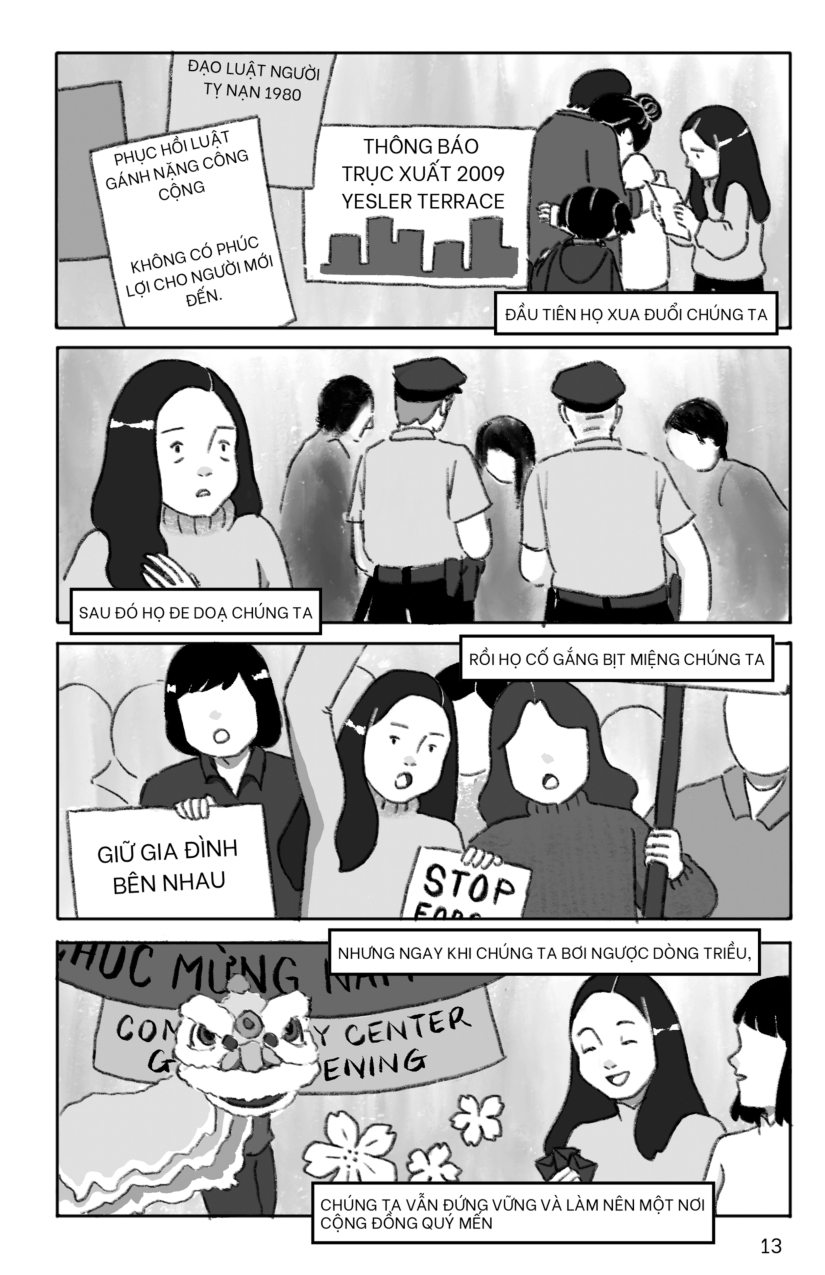 ĐẠO LUẬT NGƯỜI
TỴ NẠN 1980
PHỤC HỒI LUẬT
GÁNH NẶNG CÔNG
CỘNG
KHÔNG CÓ PHÚC
LỢI CHO NGƯỜI MỚI
ĐẾN.
THÔNG BÁO
TRỤC XUẤT 2009
YESLER TERRACE
ĐẦU TIÊN HỌ XUA ĐUỔI CHÚNG TA
SAU ĐÓ HỌ ĐE DOẠ CHÚNG TA
RỒI HỌ CỐ GẮNG BỊT MIỆNG CHÚNG TA
GIỮ GIA ĐÌNH
BÊN NHAU
STOP
NHƯNG NGAY KHI CHÚNG TA BƠI NGƯỢC DÒNG TRIỀU,
CHÚC MỪNG NĂM
CENTER
CHÚNG TA VẪN ĐỨNG VỮNG VÀ LÀM NÊN MỘT NƠI
CỘNG ĐỒNG QUÝ MẾN
13